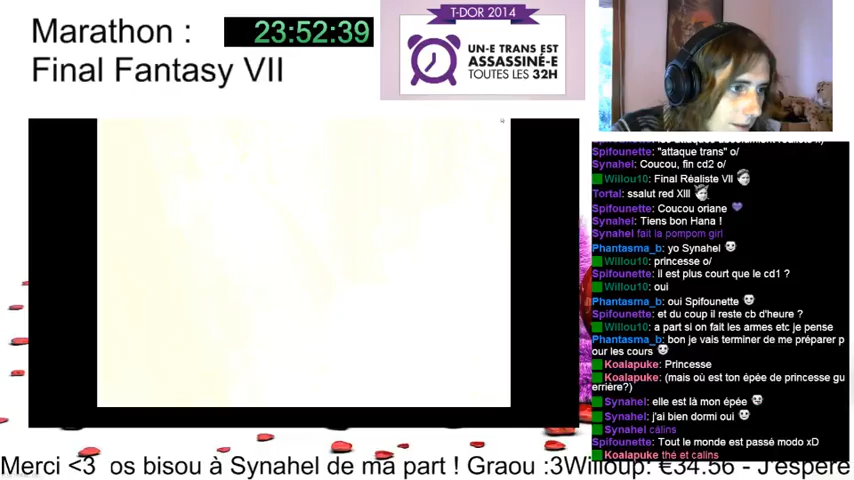 Marathon :
Final Fantasy VII
23:52:39
T-DOR 2014
UN-E TRANS EST
ASSASSINÉ-E
TOUTES LES 32H
Spifounette: "attaque trans" o/
Synahel: Coucou, fin cd2 o/
Willou10: Final Réaliste VII
Tortal: ssalut red XIII
Spifounette: Coucou oriane
Synahel: Tiens bon Hana !
Synahel fait la pompom girl
Phantasma_b: yo Synahel
Willou10: princesse o/
Spifounette: il est plus court que le cd1 ?
Willou10: oui
Phantasma_b: oui Spifounette
Spifounette: et du coup il reste cb d'heure ?
Willou10: a part si on fait les armes etc je pense
Phantasma_b: bon je vais terminer de me préparer p
our les cours
Koalapuke: Princesse
Koalapuke: (mais où est ton épée de princesse gu
errière?)
Synahel: elle est là mon épée
Synahel: j'ai bien dormi oui
Synahel câlins
Spifounette: Tout le monde est passé modo xD
Koalapuke thé et calins
Merci <3 os bisou à Synahel de ma part ! Graou :3Willoup: €34.56 - J'espère